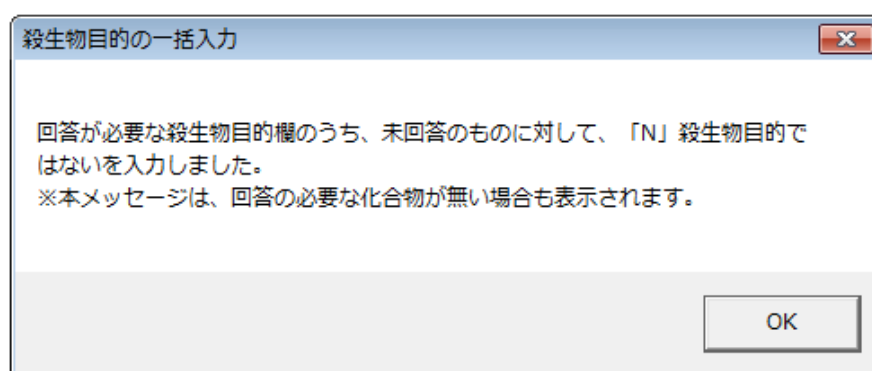 殺生物目的の一括入力
回答が必要な殺生物目的欄のうち、未回答のものに対して、「N」殺生物目的で
はないを入力しました。
※本メッセージは、回答の必要な化合物が無い場合も表示されます。
OK